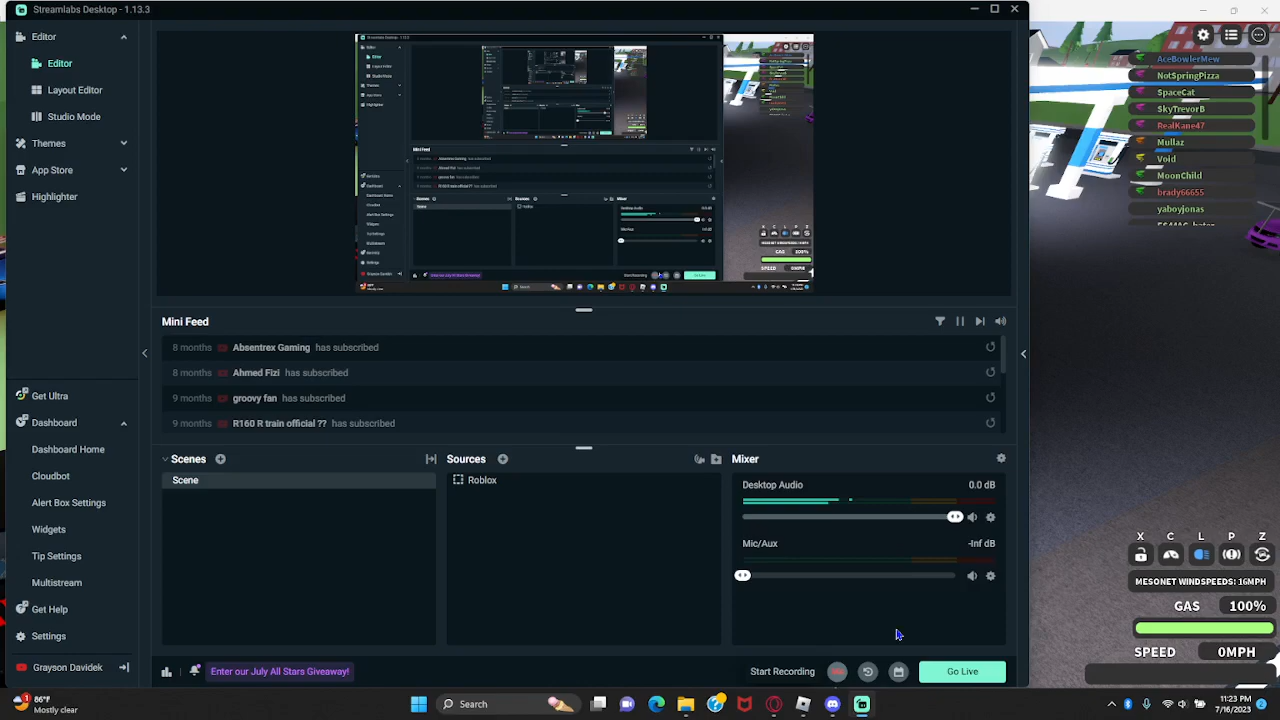 Streamlabs Desktop - 1.13.3
Editor
Editor
Layout Editor
Studio Mode
Themes
App Store
Highlighter
Get Ultra
Dashboard
Dashboard Home
Cloudbot
Alert Box Settings
Widgets
Tip Settings
Multistream
Get Help
Settings
Grayson Davidek
Mini Feed
8 months Absentrex Gaming has subscribed
8 months Ahmed Fizi has subscribed
9 months groovy fan has subscribed
9 months R160 R train official ?? has subscribed
Scenes
Scene
Sources
Roblox
Mixer
Desktop Audio 0.0 dB
Mic/Aux -Inf dB
Enter our July All Stars Giveaway!
Start Recording
REC
Go Live
AceBowlerMew
NotSpringPizza
SpaceCat
SkyTrevorB
RealKane47
Mullaz
Void
MoonChild
brady66655
yaboyjonas
X C L P Z
MESONET WINDSPEEDS: 1MPH
GAS 100%
SPEED 0MPH
1
86°F
Mostly clear
Search
11:23 PM
7/16/2023